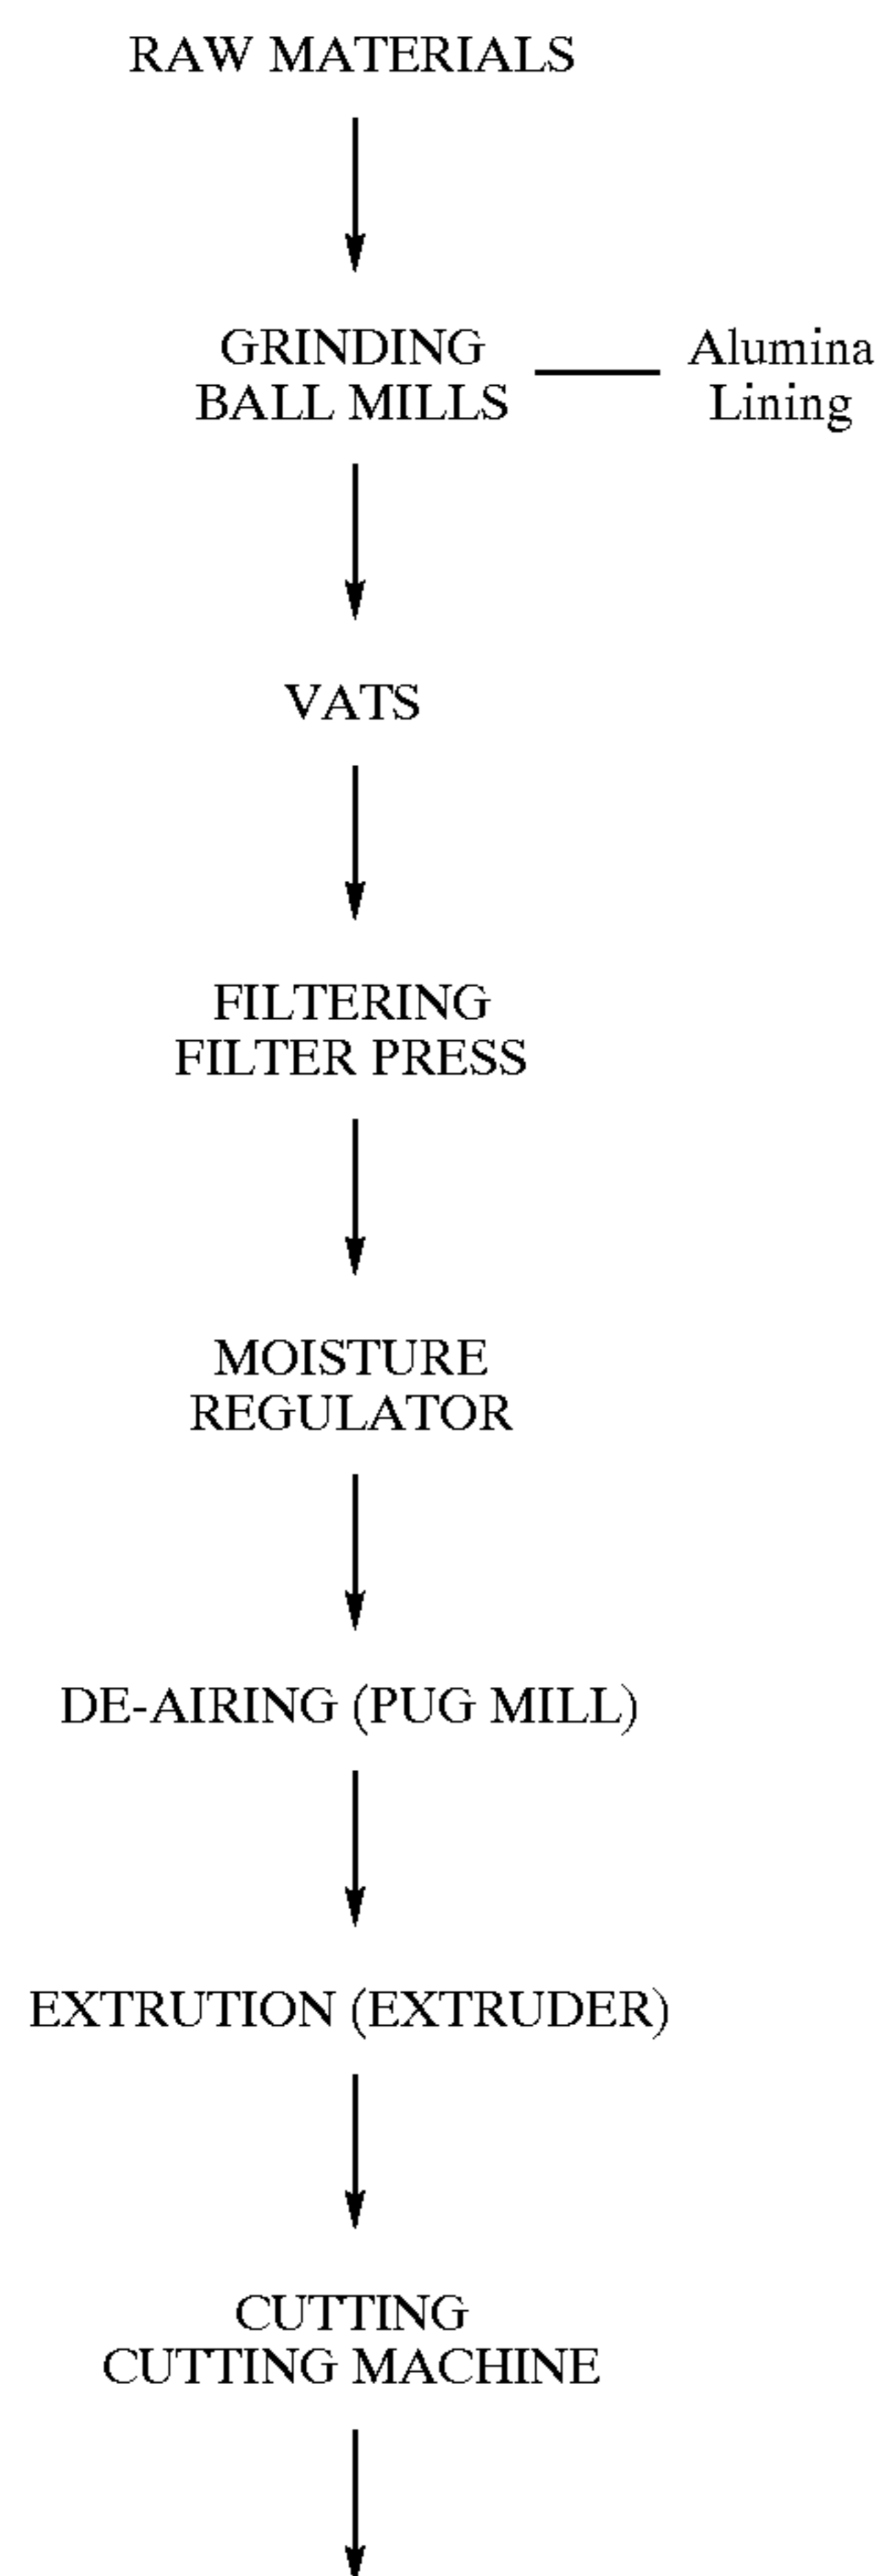 RAW MATERIALS
GRINDING
BALL MILLS
Alumina
Lining
VATS
FILTERING
FILTER PRESS
MOISTURE
REGULATOR
DE-AIRING (PUG MILL)
EXTRUTION (EXTRUDER)
CUTTING
CUTTING MACHINE